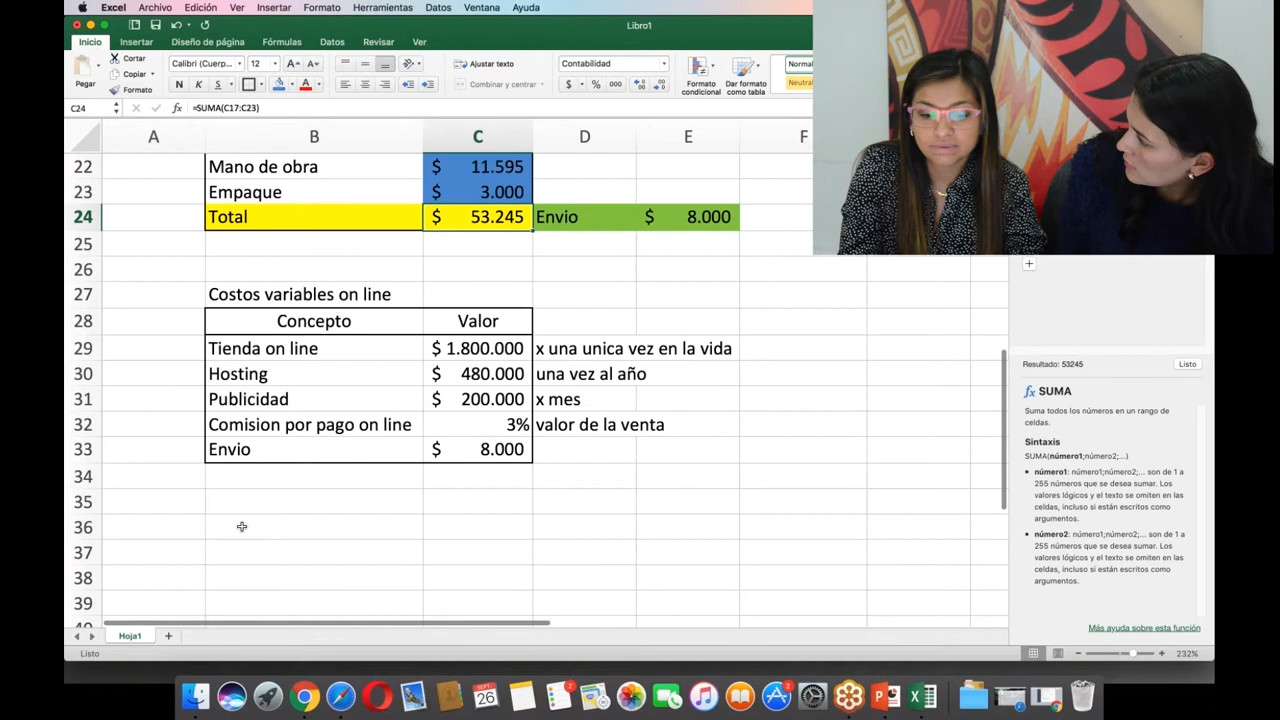 Excel Archivo Edición Ver Insertar Formato Herramientas Datos Ventana Ayuda
Libro1
Inicio Insertar Diseño de página Fórmulas Datos Revisar Ver
Pegar
Cortar
Copiar
Formato
Calibri (Cuerp... 12 A A
N K S A
Ajustar texto
Combinar y centrar
Contabilidad
$ % 000
Formato condicional
Dar formato como tabla
Normal
Neutral
C24 fx =SUMA(C17:C23)
A B C D E F
22 Mano de obra $ 11.595
23 Empaque $ 3.000
24 Total $ 53.245 Envio $ 8.000
25
26
27 Costos variables on line
28 Concepto Valor
29 Tienda on line $ 1.800.000 x una unica vez en la vida
30 Hosting $ 480.000 una vez al año
31 Publicidad $ 200.000 x mes
32 Comision por pago on line 3% valor de la venta
33 Envio $ 8.000
34
35
36
37
38
39
Resultado: 53245 Listo
fx SUMA
Suma todos los números en un rango de
celdas.
Sintaxis
SUMA(número1;número2;...)
número1: número1;número2;... son de 1 a
255 números que se desea sumar. Los
valores lógicos y el texto se omiten en las
celdas, incluso si están escritos como
argumentos.
número2: número1;número2;... son de 1 a
255 números que se desea sumar. Los
valores lógicos y el texto se omiten en las
celdas, incluso si están escritos como
argumentos.
Más ayuda sobre esta función
Hoja1
Listo 232%
SEPT.
26
2
2